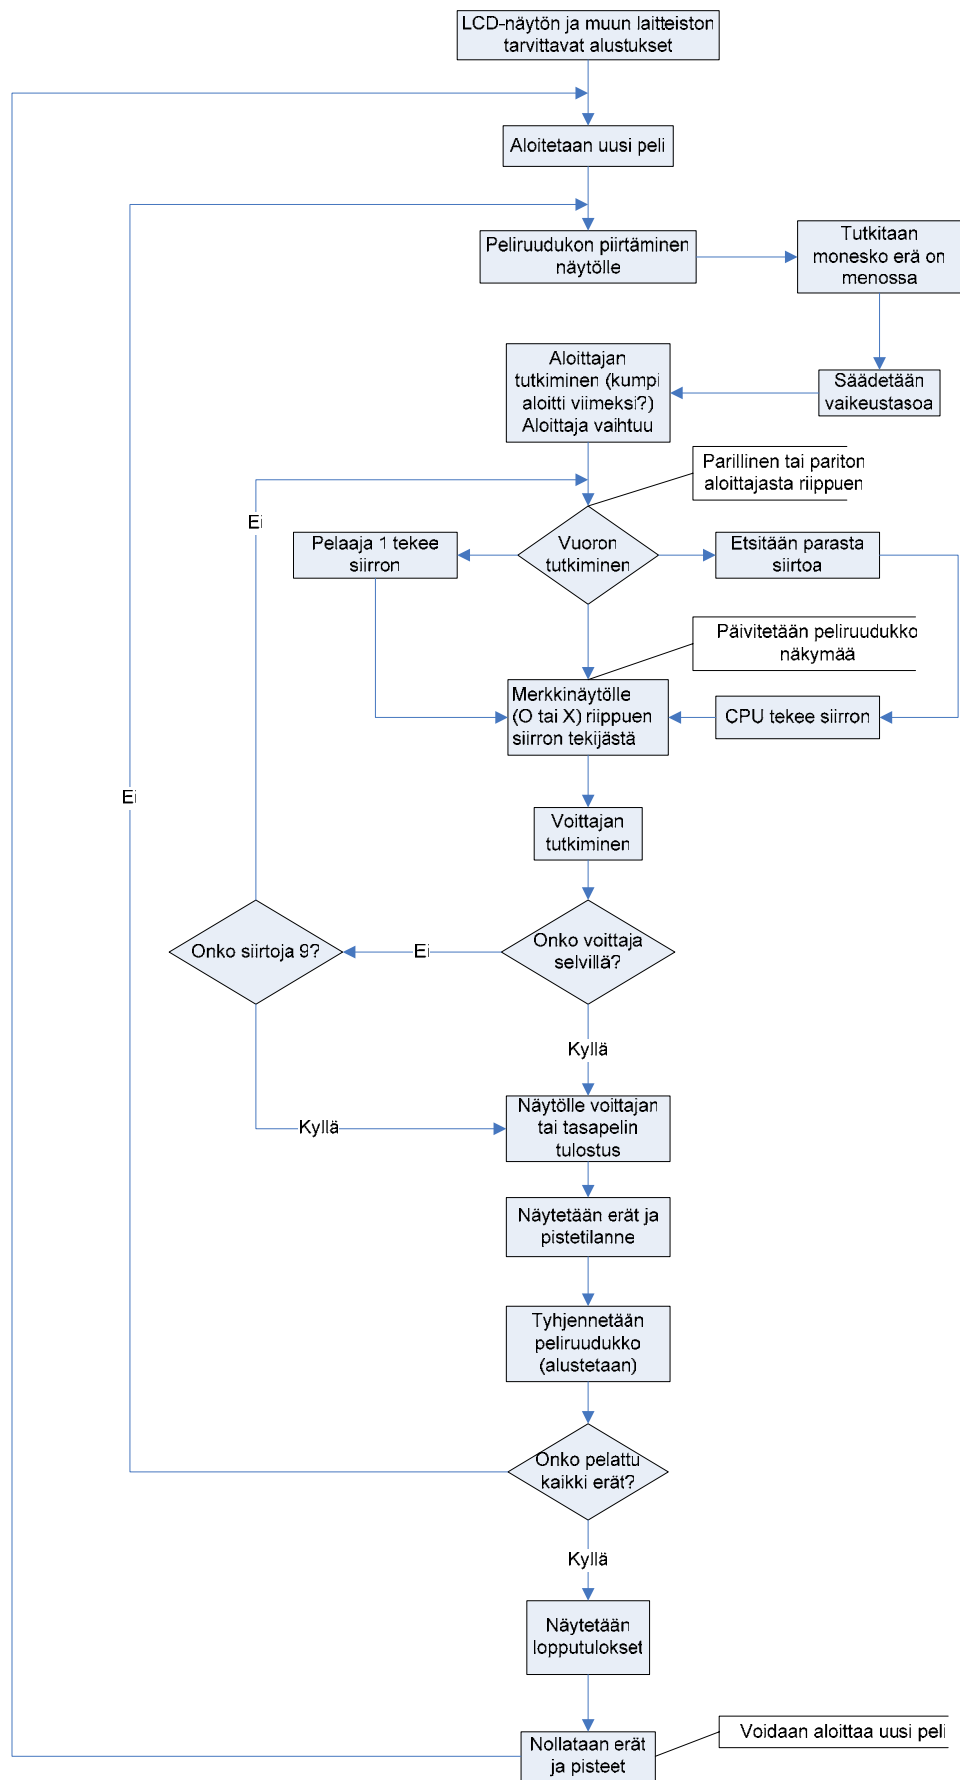 LCD-näytön ja muun laitteiston
tarvittavat alustukset
Aloitetaan uusi peli
Peliruudukon piirtäminen
näytölle
Tutkitaan
monesko erä on
menossa
Säädetään
vaikeustasoa
Aloittajan
tutkiminen (kumpi
aloitti viimeksi?)
Aloittaja vaihtuu
Parillinen tai pariton
aloittajasta riippuen
Ei
Pelaaja 1 tekee
siirron
Vuoron
tutkiminen
Etsitään parasta
siirtoa
Päivitetään peliruudukko
näkymää
Merkkinäytölle
(O tai X) riippuen
siirron tekijästä
CPU tekee siirron
Ei
Voittajan
tutkiminen
Onko siirtoja 9?
Ei
Onko voittaja
selvillä?
Kyllä
Kyllä
Näytölle voittajan
tai tasapelin
tulostus
Näytetään erät ja
pistetilanne
Tyhjennetään
peliruudukko
(alustetaan)
Onko pelattu
kaikki erät?
Kyllä
Näytetään
lopputulokset
Nollataan erät
ja pisteet
Voidaan aloittaa uusi peli